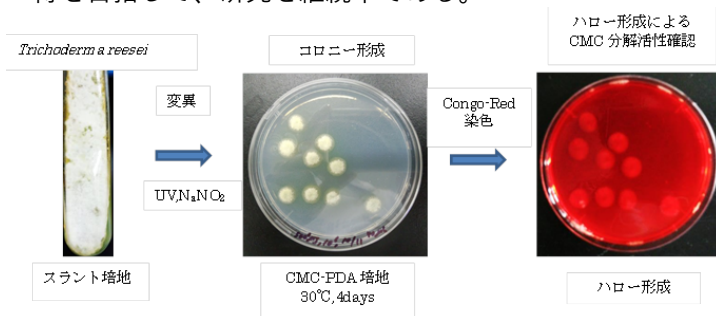 Trichoderma reesei
コロニー形成
ハローー形成による
CMC 分解活性確認
変異
Congo-Red
染色
UV,NaNO₂
スラント培地
CMC-PDA 培地
30℃,4days
ハロー形成